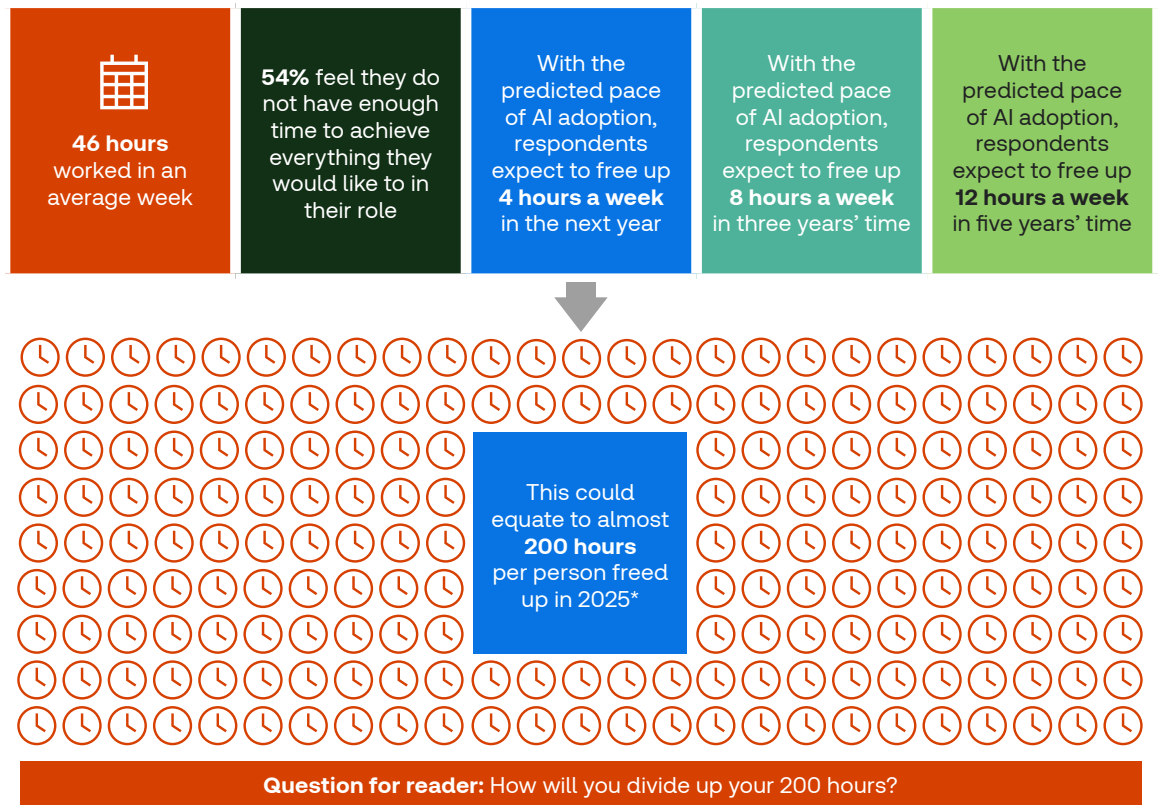 46 hours
worked in an
average week
54% feel they do
not have enough
time to achieve
everything they
would like to in
their role
With the
predicted pace
of AI adoption,
respondents
expect to free up
4 hours a week
in the next year
With the
predicted pace
of AI adoption,
respondents
expect to free up
8 hours a week
in three years’ time
With the
predicted pace
of AI adoption,
respondents
expect to free up
12 hours a week
in five years’ time
This could
equate to almost
200 hours
per person freed
up in 2025*
Question for reader: How will you divide up your 200 hours?